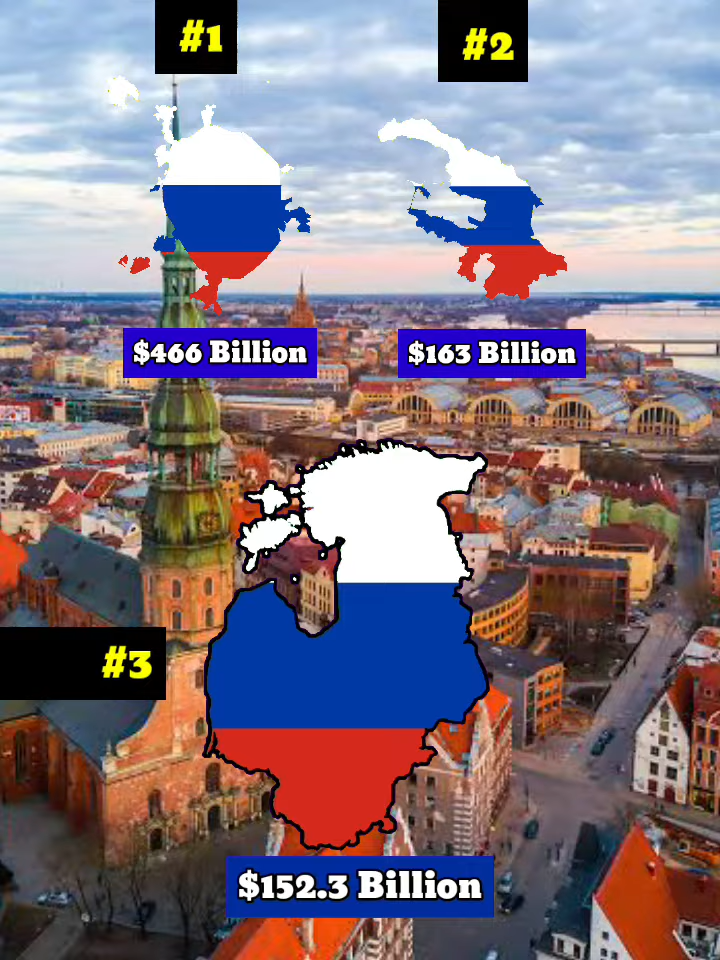 #1
#2
$466 Billion
$163 Billion
#3
$152.3 Billion